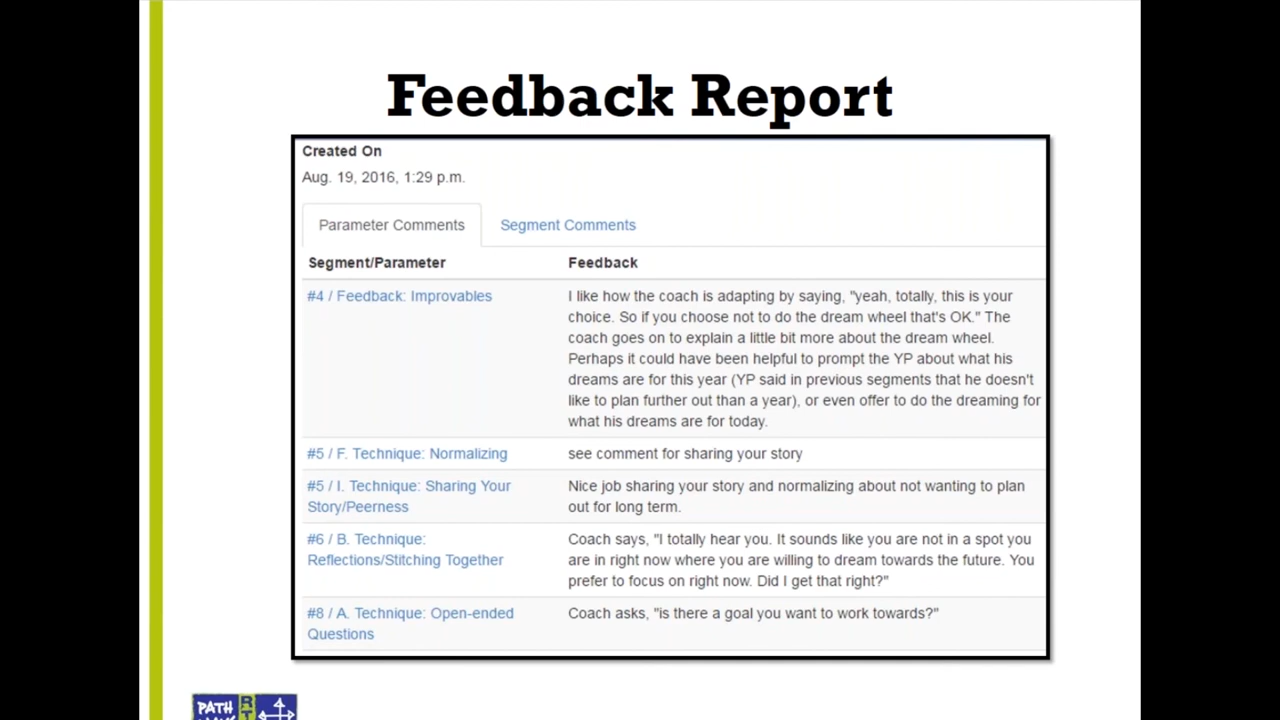 Feedback Report
Created On
Aug. 19, 2016, 1:29 p.m.
Parameter Comments Segment Comments
Segment/Parameter Feedback
#4 / Feedback: Improvables I like how the coach is adapting by saying, "yeah, totally, this is your
choice. So if you choose not to do the dream wheel that's OK." The
coach goes on to explain a little bit more about the dream wheel.
Perhaps it could have been helpful to prompt the YP about what his
dreams are for this year (YP said in previous segments that he doesn't
like to plan further out than a year), or even offer to do the dreaming for
what his dreams are for today.
#5 / F. Technique: Normalizing see comment for sharing your story
#5 / I. Technique: Sharing Your Nice job sharing your story and normalizing about not wanting to plan
Story/Peerness out for long term.
#6 / B. Technique: Coach says, "I totally hear you. It sounds like you are not in a spot you
Reflections/Stitching Together are in right now where you are willing to dream towards the future. You
prefer to focus on right now. Did I get that right?"
#8 / A. Technique: Open-ended Coach asks, "is there a goal you want to work towards?"
Questions
PATH